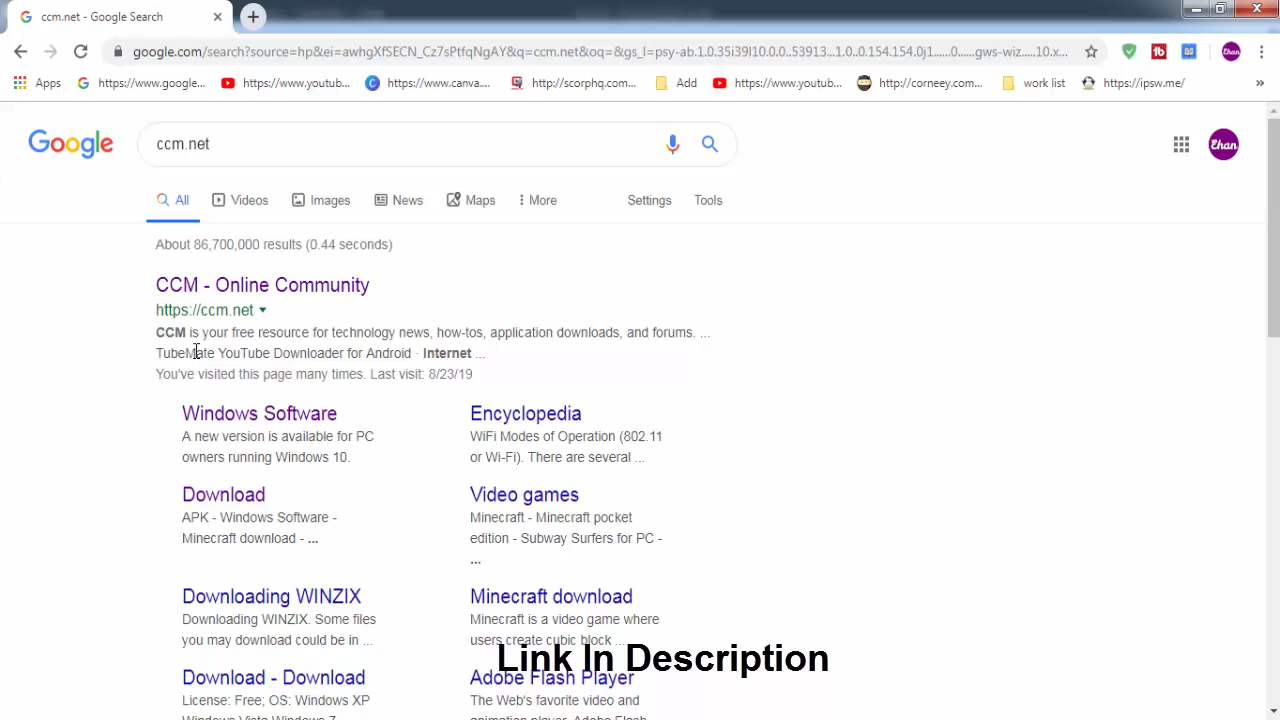 ccm.net - Google Search
google.com/search?source=hp&ei=awhgXfSECN_Cz7sPtfqNgAY&q=ccm.net&oq=&gs_l=psy-ab.1.0.35i39l10.0.0..53913...1.0..0.154.154.0j1......0....gws-wiz.....10.x...
Ehan
Apps
https://www.google...
https://www.youtub...
https://www.canva....
http://scorphq.com...
Add
https://www.youtub...
http://corneey.com...
work list
https://ipsw.me/
»
Google
ccm.net
Ehan
All
Videos
Images
News
Maps
More
Settings
Tools
About 86,700,000 results (0.44 seconds)
CCM - Online Community
https://ccm.net
CCM is your free resource for technology news, how-tos, application downloads, and forums. ...
TubeMate YouTube Downloader for Android · Internet ...
You've visited this page many times. Last visit: 8/23/19
Windows Software
A new version is available for PC
owners running Windows 10.
Encyclopedia
WiFi Modes of Operation (802.11
or Wi-Fi). There are several ...
Download
APK - Windows Software -
Minecraft download - ...
Video games
Minecraft - Minecraft pocket
edition - Subway Surfers for PC -
...
Downloading WINZIX
Downloading WINZIX. Some files
you may download could be in ...
Minecraft download
Minecraft is a video game where
users create cubic block ...
Link In Description
Download - Download
License: Free; OS: Windows XP
Windows Vista Windows 7
Adobe Flash Player
The Web's favorite video and
animation player, Adobe Flash